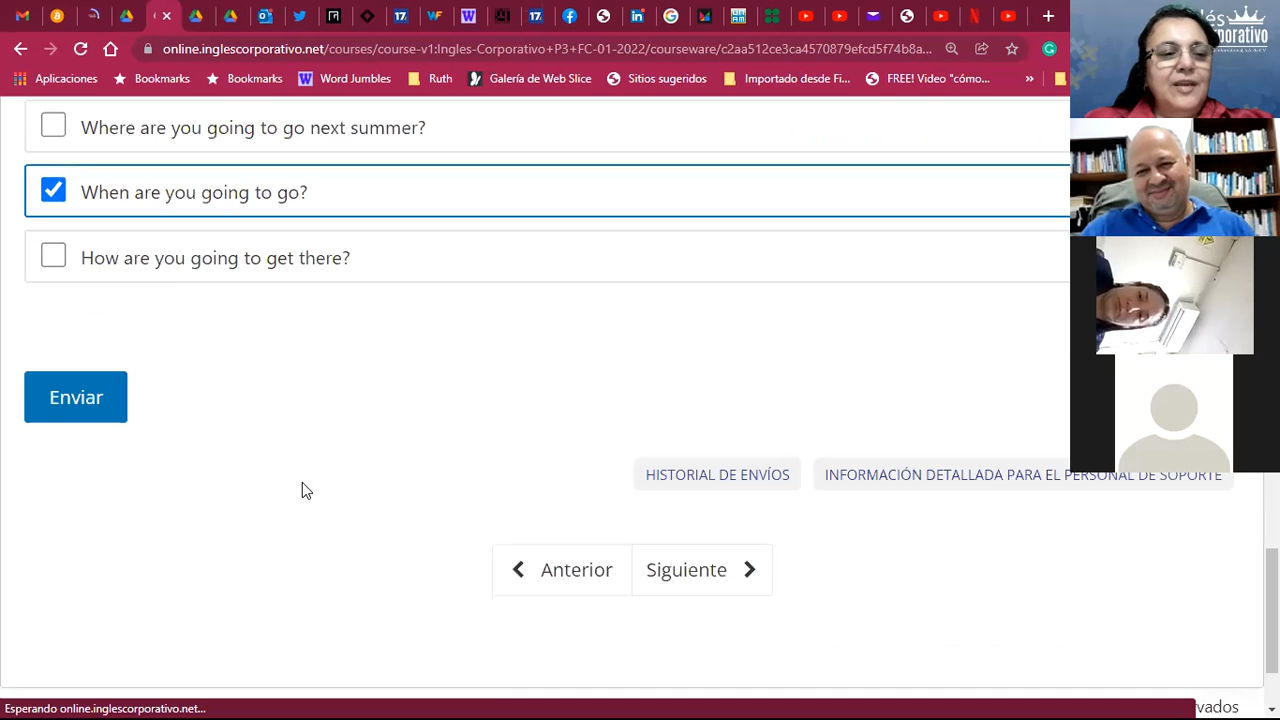 online.inglescorporativo.net/courses/course-v1:Ingles-Corporativo+P3+FC-01-2022/courseware/c2aa512ce3ca4570879efcd5f74b8a...
Aplicaciones Bookmarks Bookmarks Word Jumbles Ruth Galería de Web Slice Sitios sugeridos Importado desde Fi... FREE! Video "cómo... »
Where are you going to go next summer?
When are you going to go?
How are you going to get there?
Enviar
HISTORIAL DE ENVÍOS INFORMACIÓN DETALLADA PARA EL PERSONAL DE SOPORTE
Anterior Siguiente
Esperando online.inglescorporativo.net...
vados